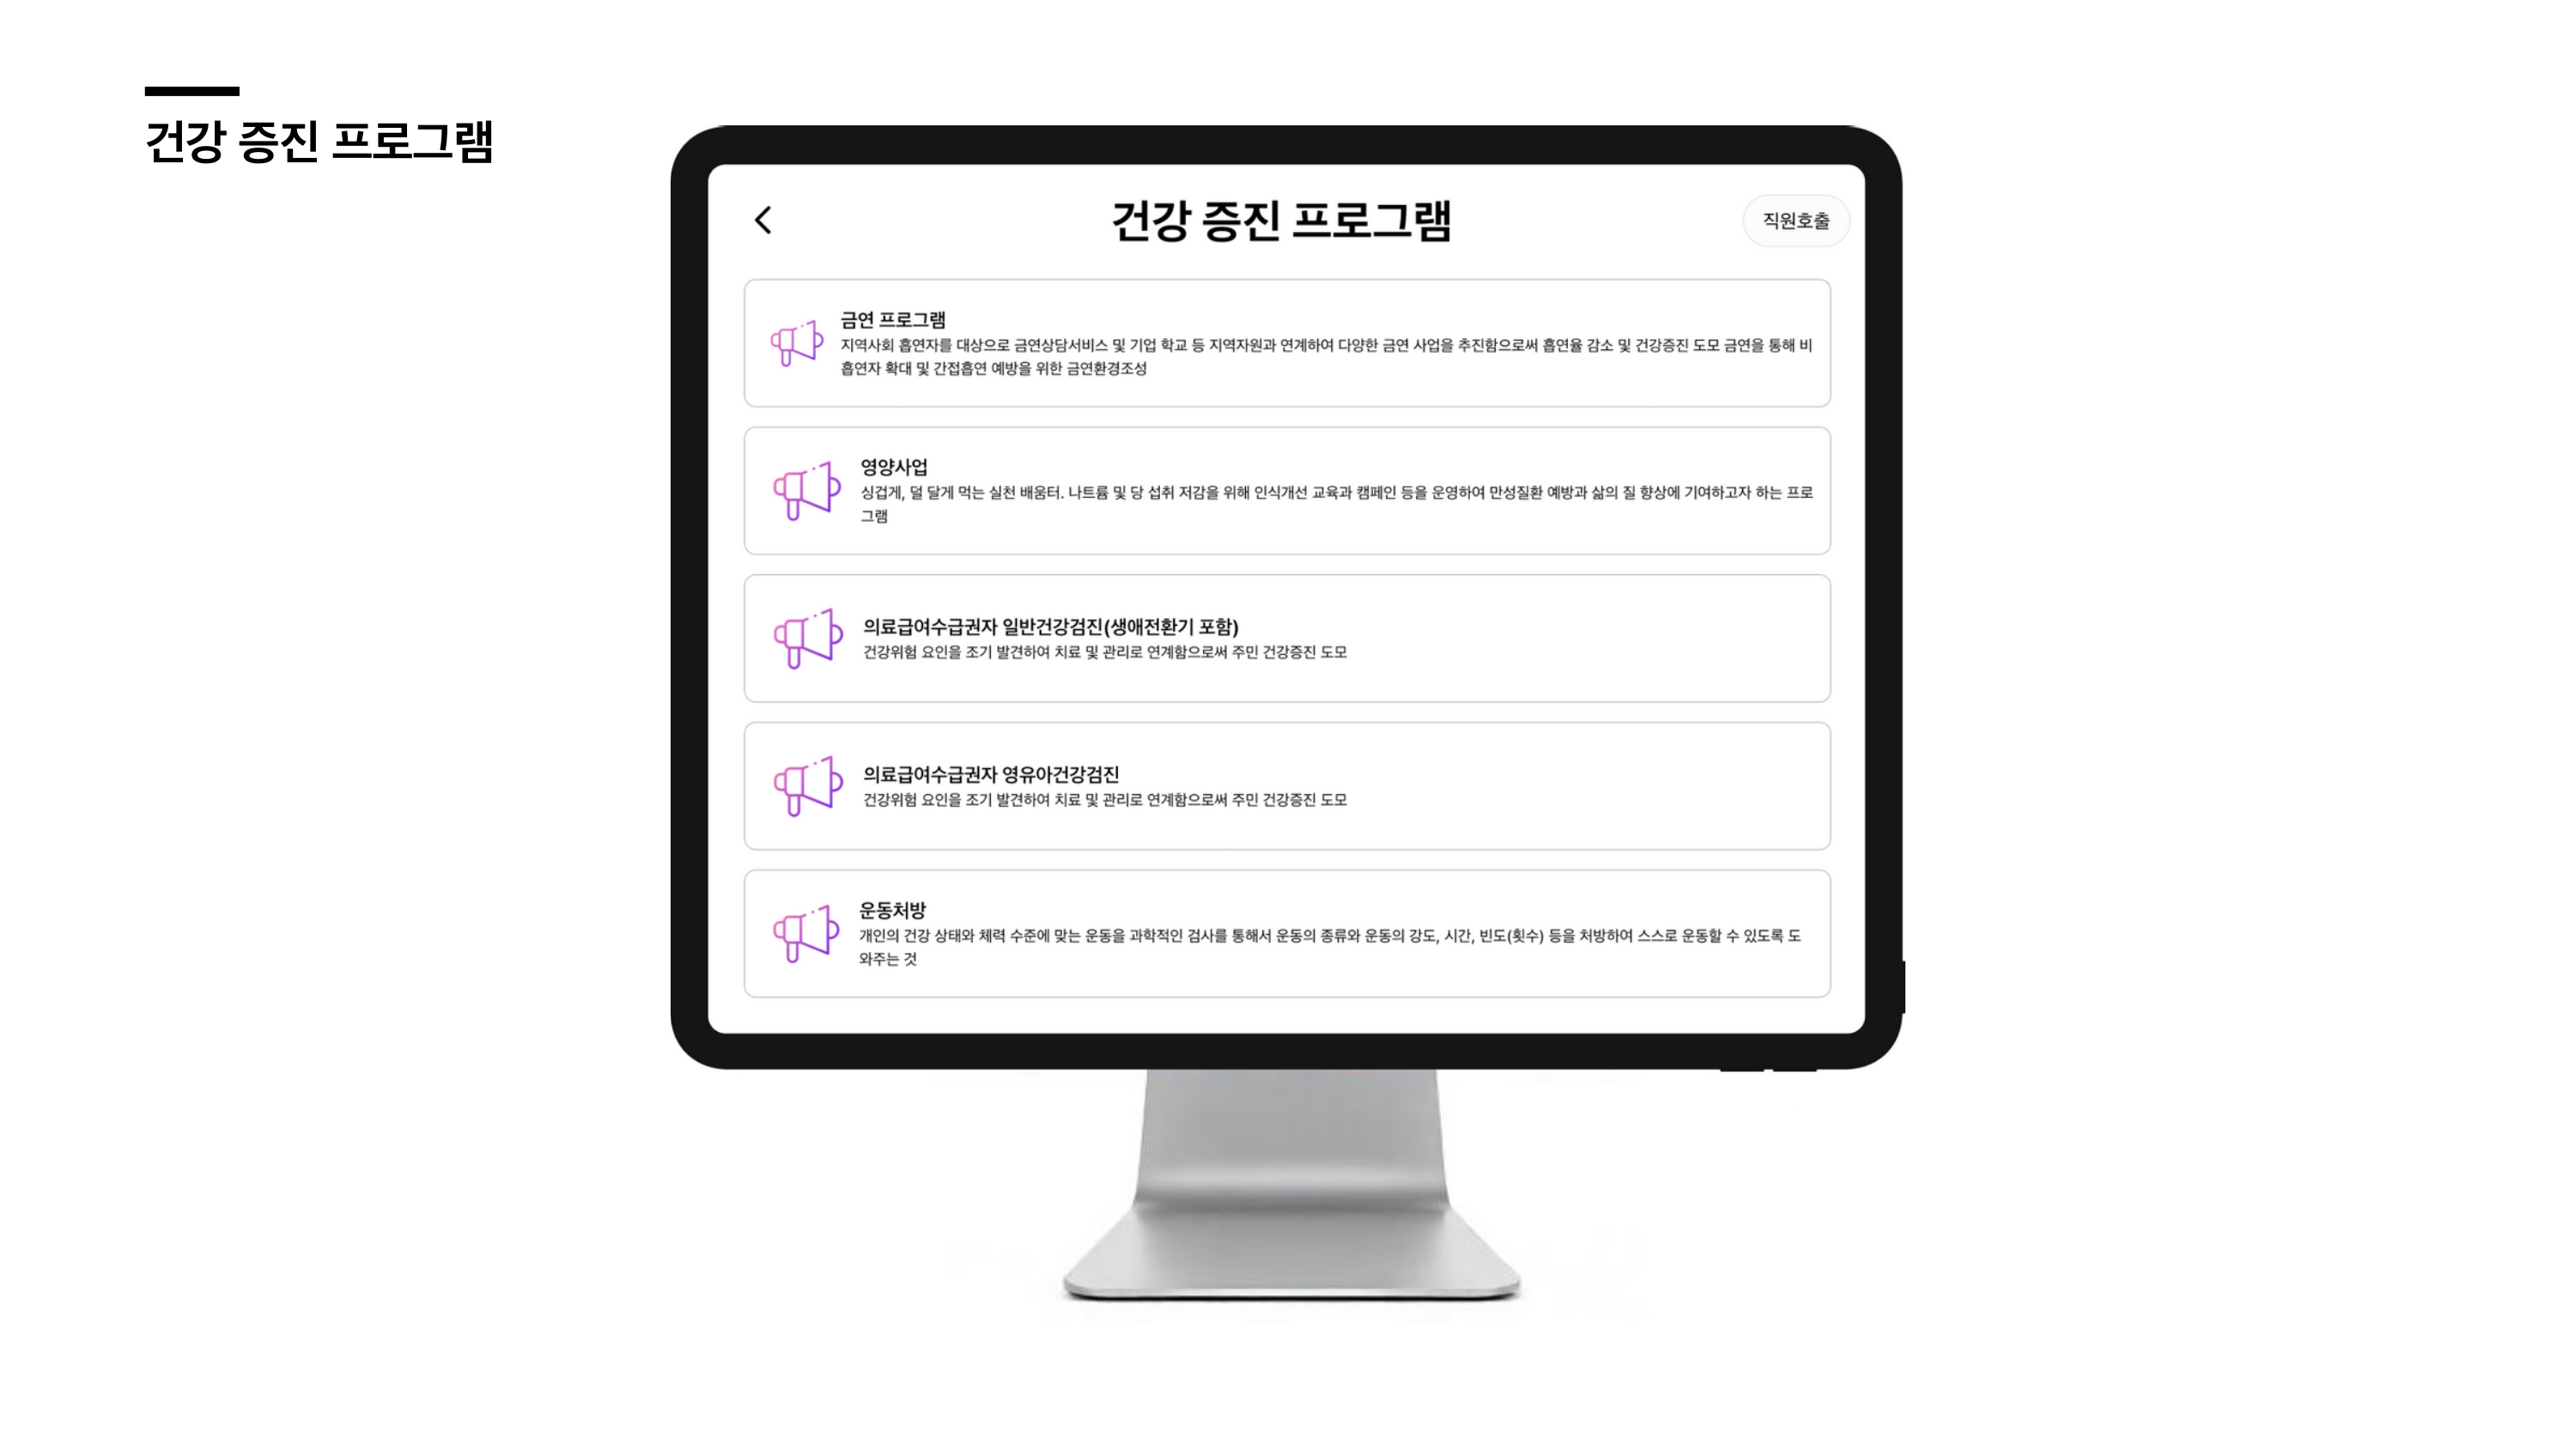 건강 증진 프로그램
건강 증진 프로그램
직원호출
금연 프로그램
지역사회 흡연자를 대상으로 금연상담서비스 및 기업 학교 등 지역자원과 연계하여 다양한 금연 사업을 추진함으로써 흡연율 감소 및 건강증진 도모 금연을 통해 비
흡연자 확대 및 간접흡연 예방을 위한 금연환경조성
영양사업
싱겁게, 덜 달게 먹는 실천 배움터. 나트륨 및 당 섭취 저감을 위해 인식개선 교육과 캠페인 등을 운영하여 만성질환 예방과 삶의 질 향상에 기여하고자 하는 프로
그램
의료급여수급권자 일반건강검진(생애전환기 포함)
건강위험 요인을 조기 발견하여 치료 및 관리로 연계함으로써 주민 건강증진 도모
의료급여수급권자 영유아건강검진
건강위험 요인을 조기 발견하여 치료 및 관리로 연계함으로써 주민 건강증진 도모
운동처방
개인의 건강 상태와 체력 수준에 맞는 운동을 과학적인 검사를 통해서 운동의 종류와 운동의 강도, 시간, 빈도(횟수) 등을 처방하여 스스로 운동할 수 있도록 도
와주는 것